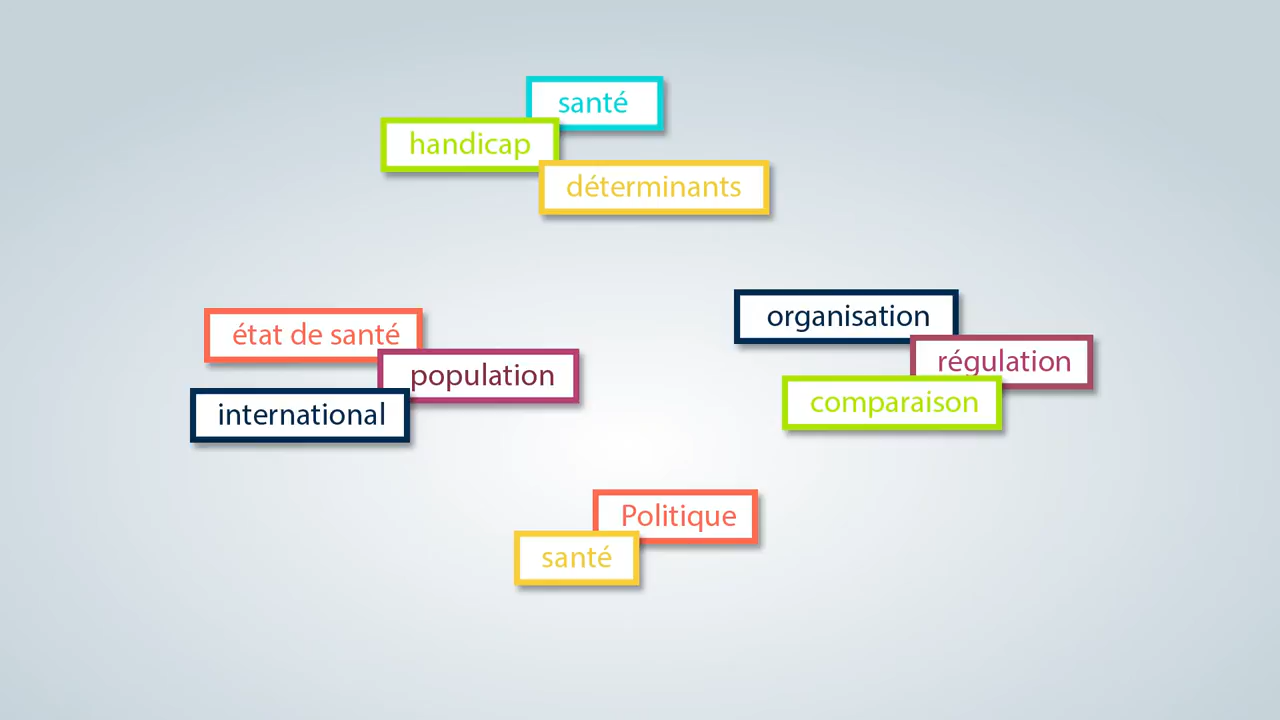 santé
handicap
déterminants
état de santé
population
international
organisation
régulation
comparaison
Politique
santé